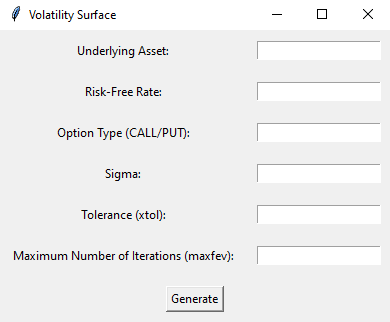 Volatility Surface
Underlying Asset:
Risk-Free Rate:
Option Type (CALL/PUT):
Sigma:
Tolerance (xtol):
Maximum Number of Iterations (maxfev):
Generate